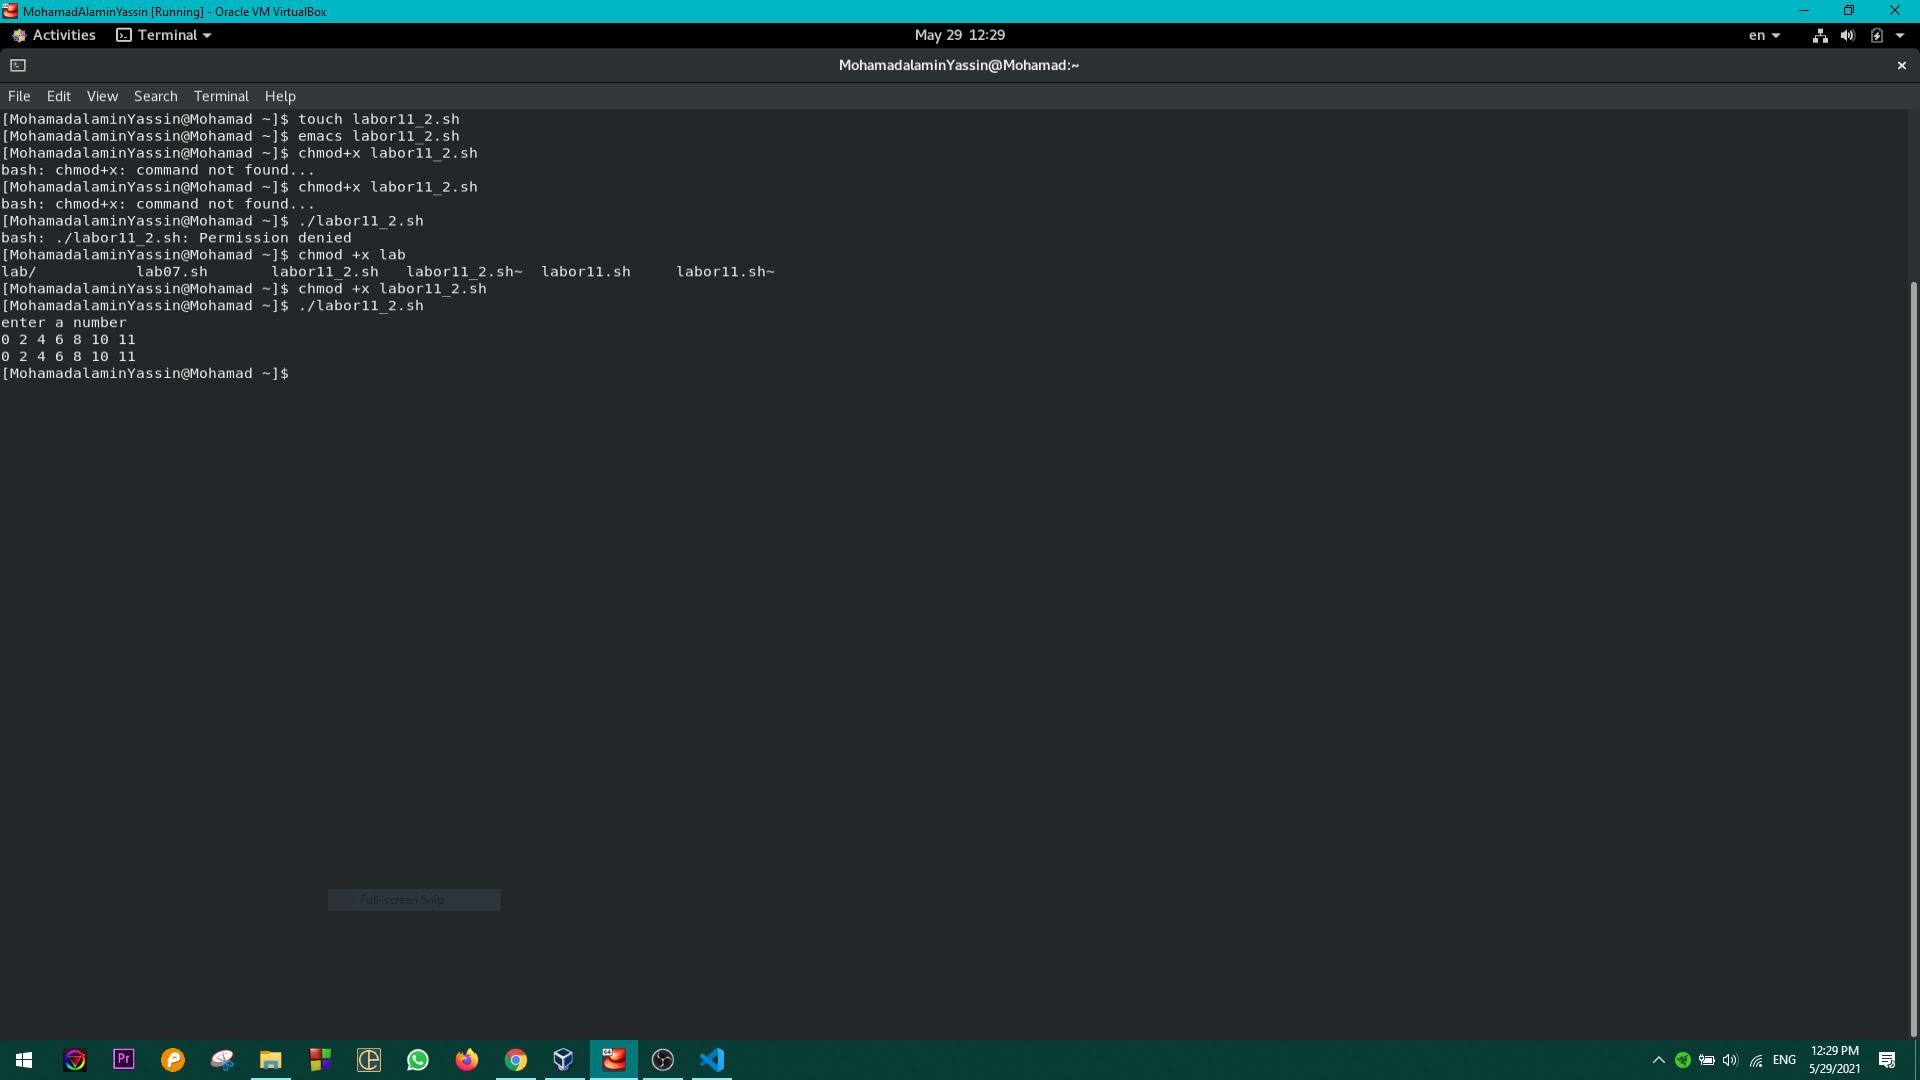 MohamadAlaminYassin [Running] - Oracle VM VirtualBox
Activities Terminal May 29 12:29 en
MohamadalaminYassin@Mohamad:~
File Edit View Search Terminal Help
[MohamadalaminYassin@Mohamad ~]$ touch labor11_2.sh
[MohamadalaminYassin@Mohamad ~]$ emacs labor11_2.sh
[MohamadalaminYassin@Mohamad ~]$ chmod+x labor11_2.sh
bash: chmod+x: command not found...
[MohamadalaminYassin@Mohamad ~]$ chmod+x labor11_2.sh
bash: chmod+x: command not found...
[MohamadalaminYassin@Mohamad ~]$ ./labor11_2.sh
bash: ./labor11_2.sh: Permission denied
[MohamadalaminYassin@Mohamad ~]$ chmod +x lab
lab/ lab07.sh labor11_2.sh labor11_2.sh~ labor11.sh labor11.sh~
[MohamadalaminYassin@Mohamad ~]$ chmod +x labor11_2.sh
[MohamadalaminYassin@Mohamad ~]$ ./labor11_2.sh
enter a number
0 2 4 6 8 10 11
0 2 4 6 8 10 11
[MohamadalaminYassin@Mohamad ~]$
Full-screen Snip
Pr ENG 12:29 PM
5/29/2021